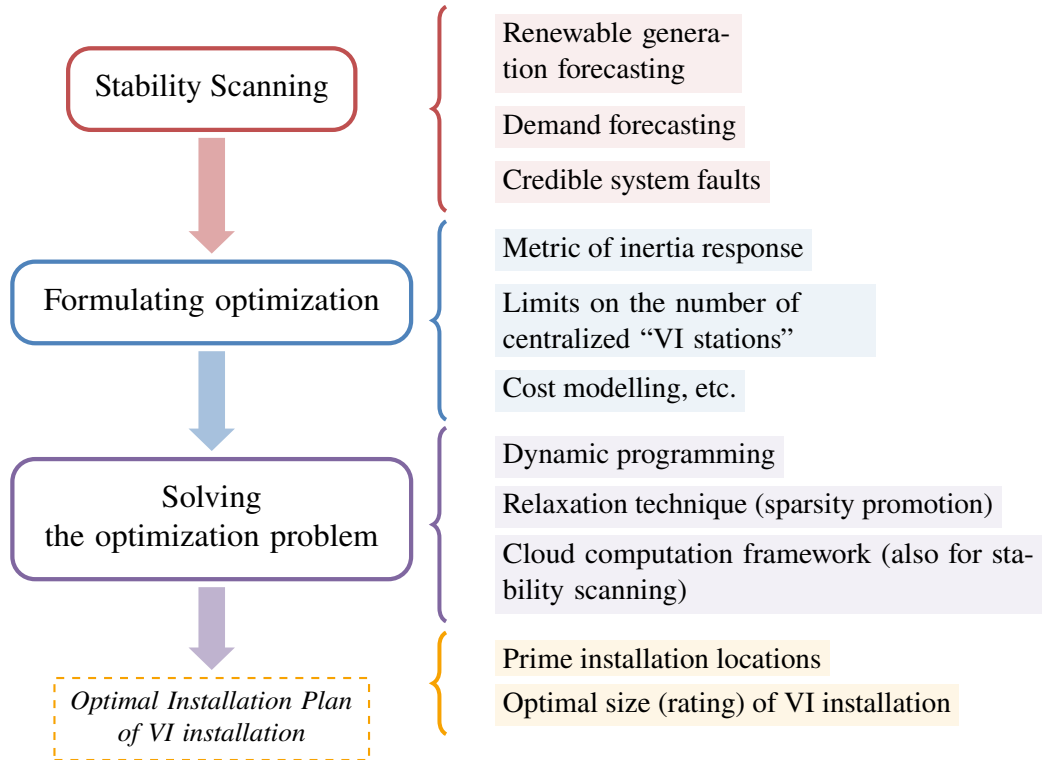 Stability Scanning
Renewable genera-
tion forecasting
Demand forecasting
Credible system faults
Formulating optimization
Metric of inertia response
Limits on the number of
centralized “VI stations”
Cost modelling, etc.
Solving
the optimization problem
Dynamic programming
Relaxation technique (sparsity promotion)
Cloud computation framework (also for sta-
bility scanning)
Optimal Installation Plan
of VI installation
Prime installation locations
Optimal size (rating) of VI installation